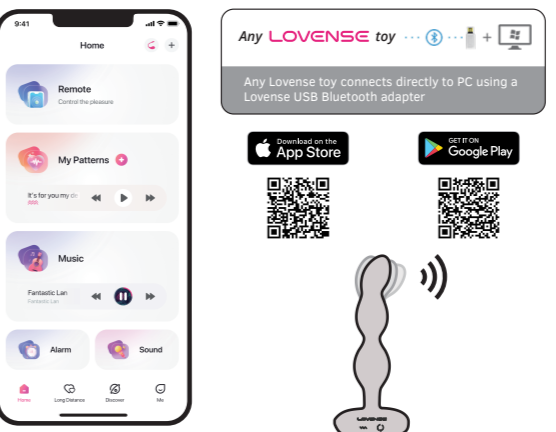 9:41
Home
Remote
Control the pleasure
My Patterns
It's for you my de
Music
Fantastic Lan
Fantastic Lan
Alarm
Sound
Home
Long Distance
Discover
Me
Any LOVENSE toy
Any Lovense toy connects directly to PC using a
Lovense USB Bluetooth adapter
Download on the
App Store
GET IT ON
Google Play
LOVENSE